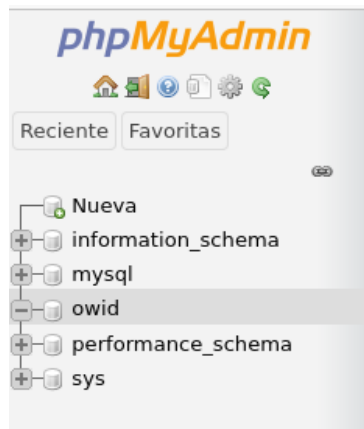 phpMyAdmin
Reciente Favoritas
Nueva
information_schema
mysql
owid
performance_schema
sys